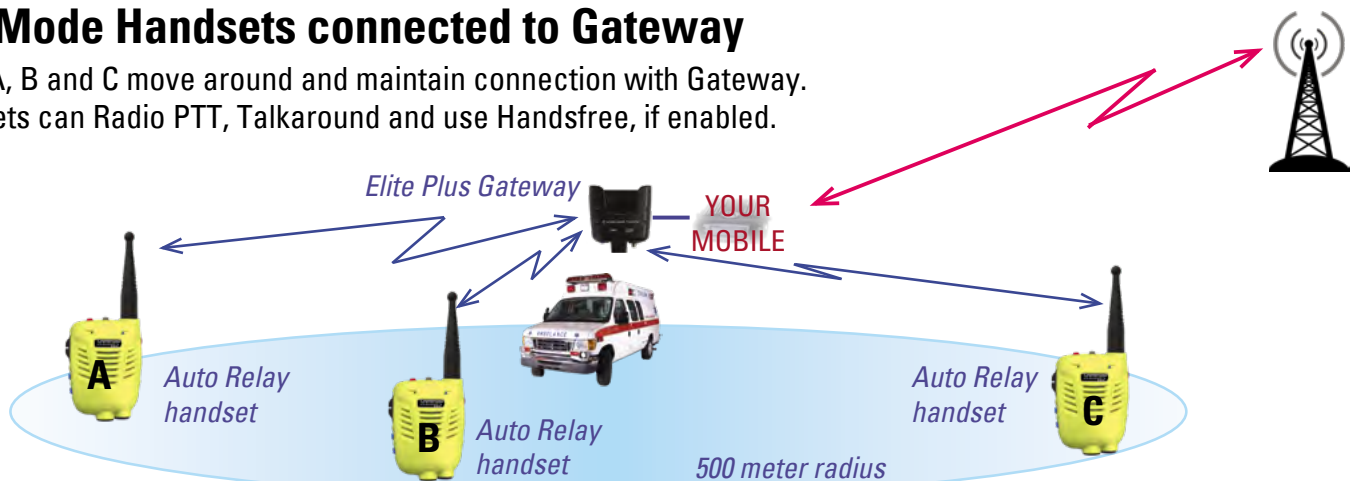 Mode Handsets connected to Gateway
A, B and C move around and maintain connection with Gateway.
ets can Radio PTT, Talkaround and use Handsfree, if enabled.
Elite Plus Gateway
YOUR
MOBILE
A
Auto Relay
handset
B
Auto Relay
handset
Auto Relay
handset
C
500 meter radius